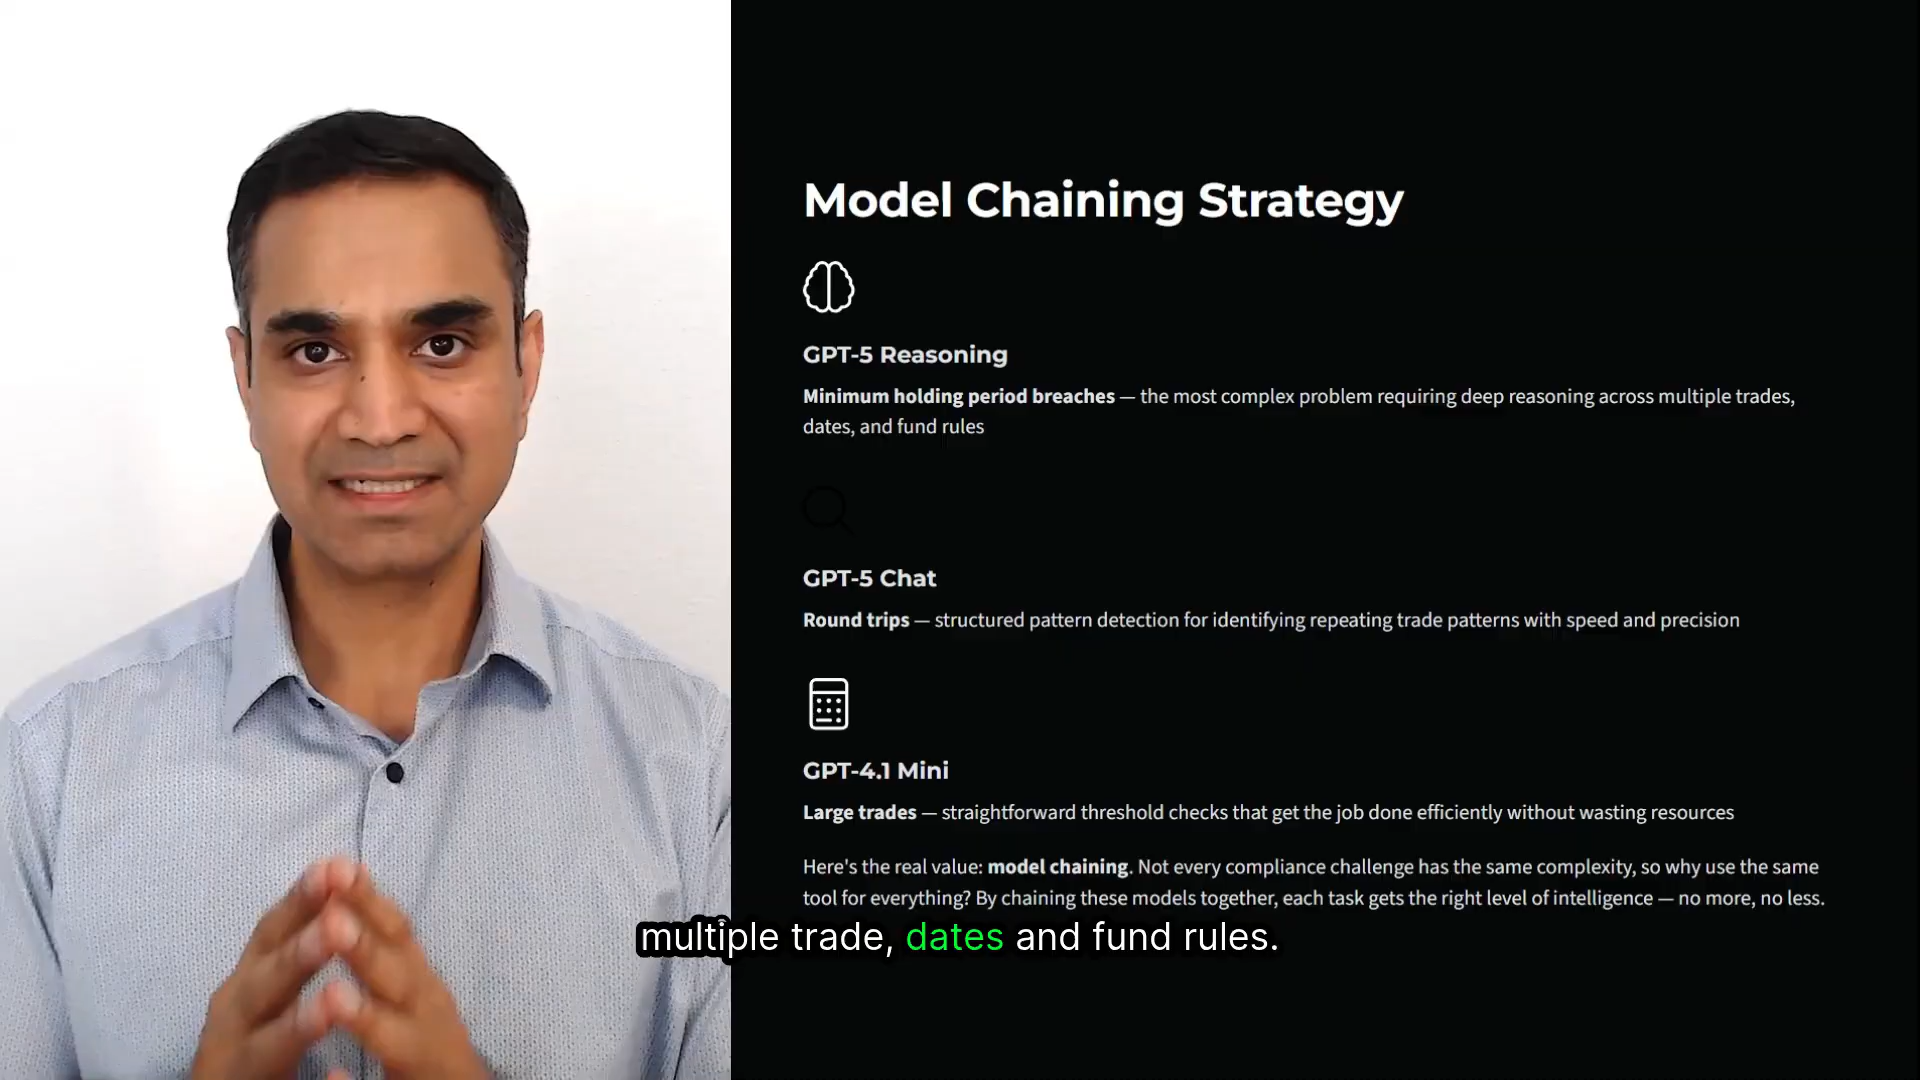 Model Chaining Strategy
GPT-5 Reasoning
Minimum holding period breaches — the most complex problem requiring deep reasoning across multiple trades,
dates, and fund rules
GPT-5 Chat
Round trips — structured pattern detection for identifying repeating trade patterns with speed and precision
GPT-4.1 Mini
Large trades — straightforward threshold checks that get the job done efficiently without wasting resources
Here's the real value: model chaining. Not every compliance challenge has the same complexity, so why use the same
tool for everything? By chaining these models together, each task gets the right level of intelligence — no more, no less.
multiple trade, dates and fund rules.